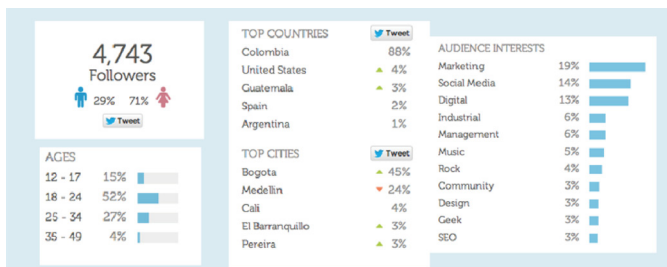 4,743
Followers
29% 71%
Tweet
AGES
12 - 17 15%
18 - 24 52%
25 - 34 27%
35 - 49 4%
TOP COUNTRIES Tweet
Colombia 88%
United States 4%
Guatemala 3%
Spain 2%
Argentina 1%
TOP CITIES Tweet
Bogota 45%
Medellin 24%
Cali 4%
El Barranquillo 3%
Pereira 3%
AUDIENCE INTERESTS
Marketing 19%
Social Media 14%
Digital 13%
Industrial 6%
Management 6%
Music 5%
Rock 4%
Community 3%
Design 3%
Geek 3%
SEO 3%